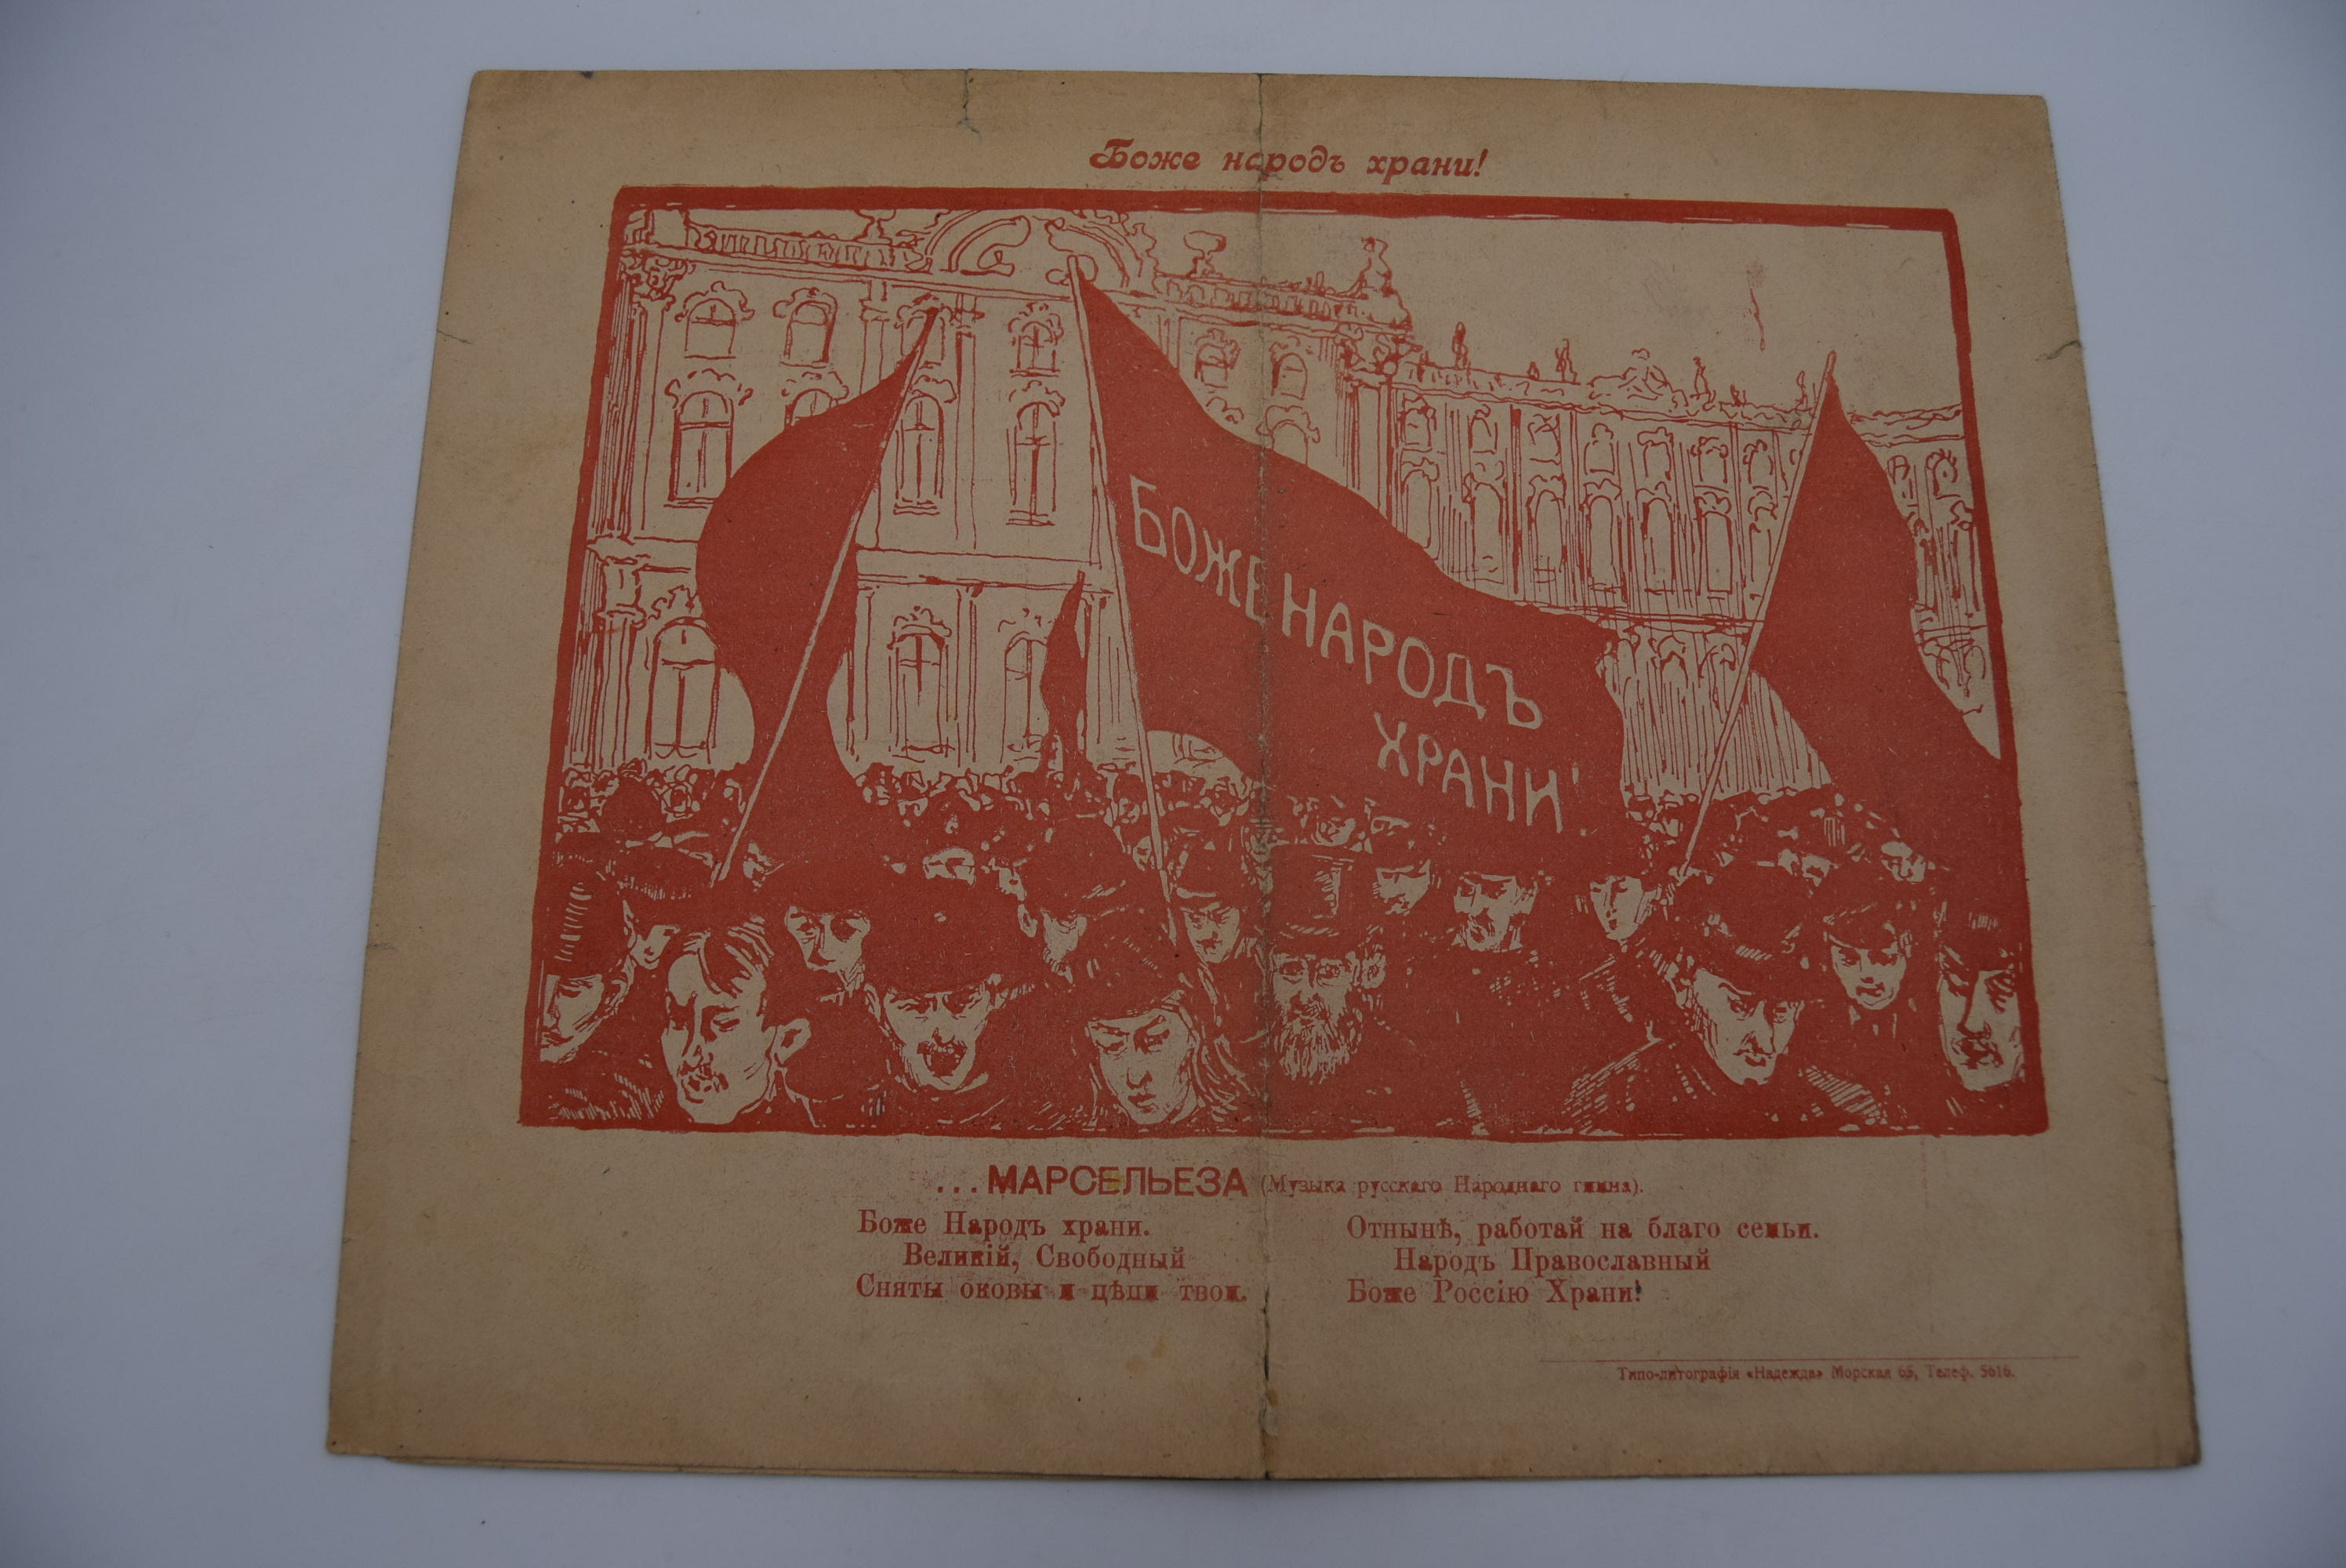 Боже народъ храни!
БОЖЕ НАРОДЪ
ХРАНИ!
...МАРСЕЛЬЕЗА (Музыка русскаго Народнаго гимна).
Боже Народъ храни.
Великій, Свободный
Сняты оковы и цѣпи твои.
Отнынѣ, работай на благо семьи.
Народъ Православный
Боже Россію Храни!
Типо-литографія «Надежда» Морская 65, Телеф. 5616.